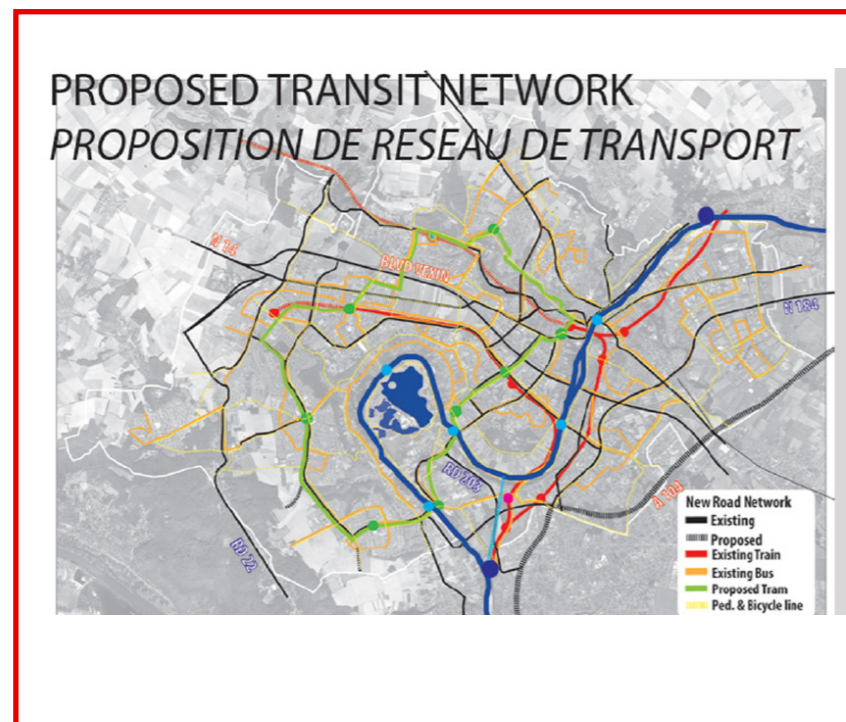 PROPOSED TRANSIT NETWORK
PROPOSITION DE RESEAU DE TRANSPORT
N 14
BLVD VEXIN
N 184
RD 203
A 104
RD 22
New Road Network
Existing
Proposed
Existing Train
Existing Bus
Proposed Tram
Ped. & Bicycle line